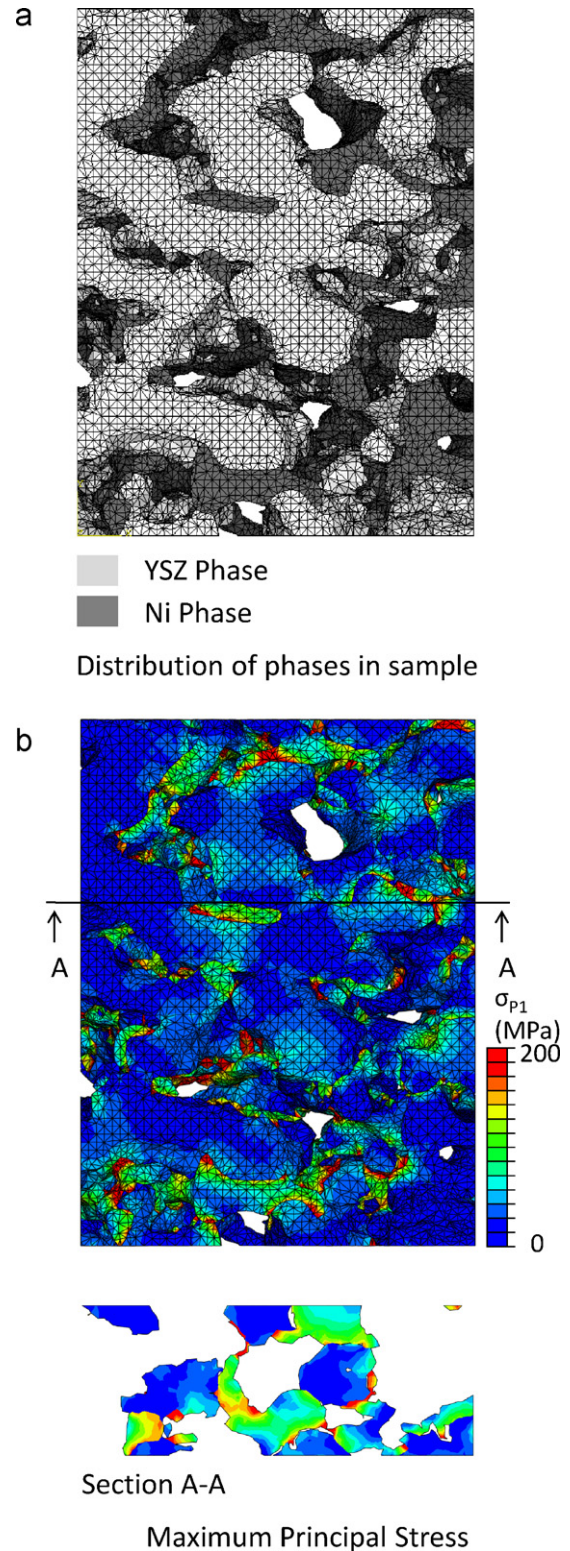 a
YSZ Phase
Ni Phase
Distribution of phases in sample
b
A
A
σP1
(MPa)
200
0
Section A-A
Maximum Principal Stress